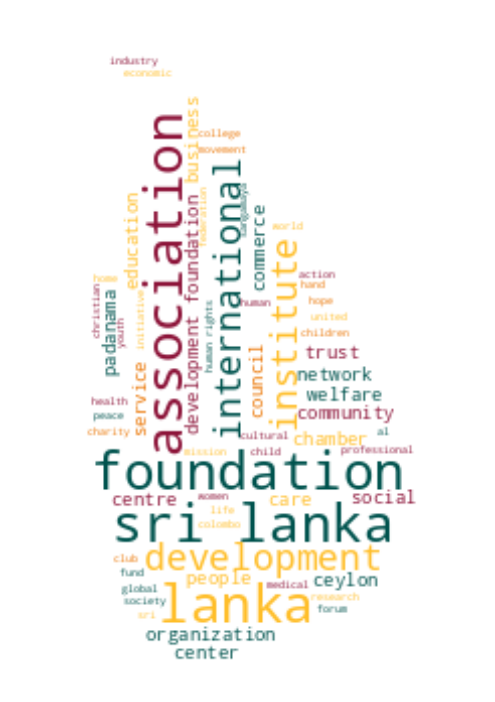 industry
economic
college
movement
business
association
international
sangamaya
federation
development foundation
education
commerce
world
institute
action
hand
hope
united
children
human
human rights
home
christian
youth
padanama
initiative
service
council
trust
network
welfare
community
health
peace
charity
cultural
chamber
al
professional
mission
child
foundation
centre
women
care
social
life
sri lanka
colombo
club
development
fund
people
ceylon
global
medical
society
lanka
research
forum
sri
organization
center